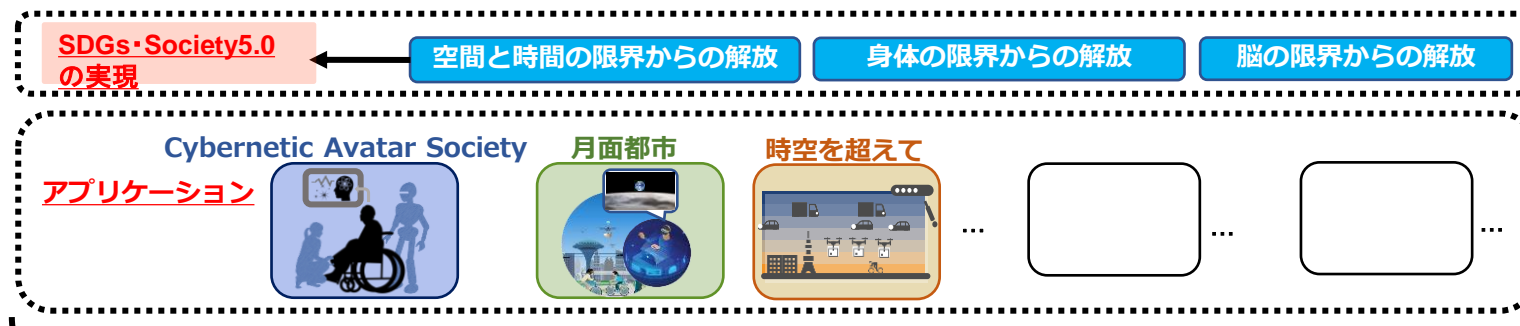 SDGs・Society5.0
の実現
空間と時間の限界からの解放
身体の限界からの解放
脳の限界からの解放
Cybernetic Avatar Society
月面都市
時空を超えて
アプリケーション
...
...
...